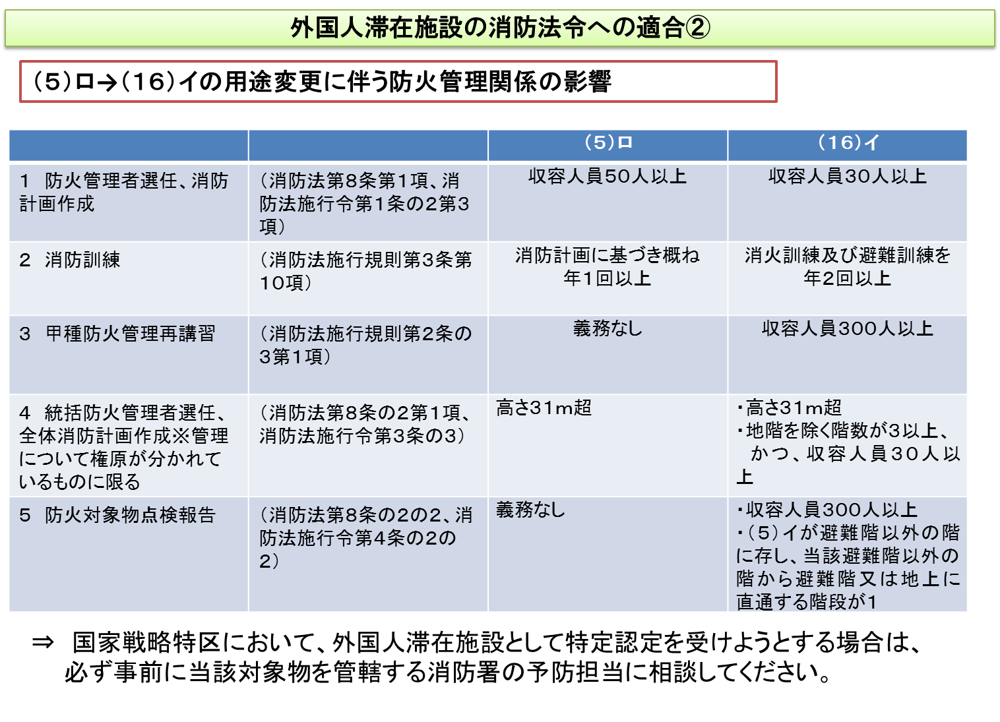 外国人滞在施設の消防法令への適合②
（５）ロ→（１６）イの用途変更に伴う防火管理関係の影響
（５）ロ
（１６）イ
１　防火管理者選任、消防
計画作成
（消防法第８条第１項、消
防法施行令第１条の２第３
項）
収容人員５０人以上
収容人員３０人以上
２　消防訓練
（消防法施行規則第３条第
１０項）
消防計画に基づき概ね
年１回以上
消火訓練及び避難訓練を
年２回以上
３　甲種防火管理再講習
（消防法施行規則第２条の
３第１項）
義務なし
収容人員３００人以上
４　統括防火管理者選任、
全体消防計画作成※管理
について権原が分かれて
いるものに限る
（消防法第８条の２第１項、
消防法施行令第３条の３）
高さ３１ｍ超
・高さ３１ｍ超
・地階を除く階数が３以上、
かつ、収容人員３０人以
上
５　防火対象物点検報告
（消防法第８条の２の２、消
防法施行令第４条の２の
２）
義務なし
・収容人員３００人以上
・（５）イが避難階以外の階
に存し、当該避難階以外の
階から避難階又は地上に
直通する階段が１
⇒　国家戦略特区において、外国人滞在施設として特定認定を受けようとする場合は、
必ず事前に当該対象物を管轄する消防署の予防担当に相談してください。